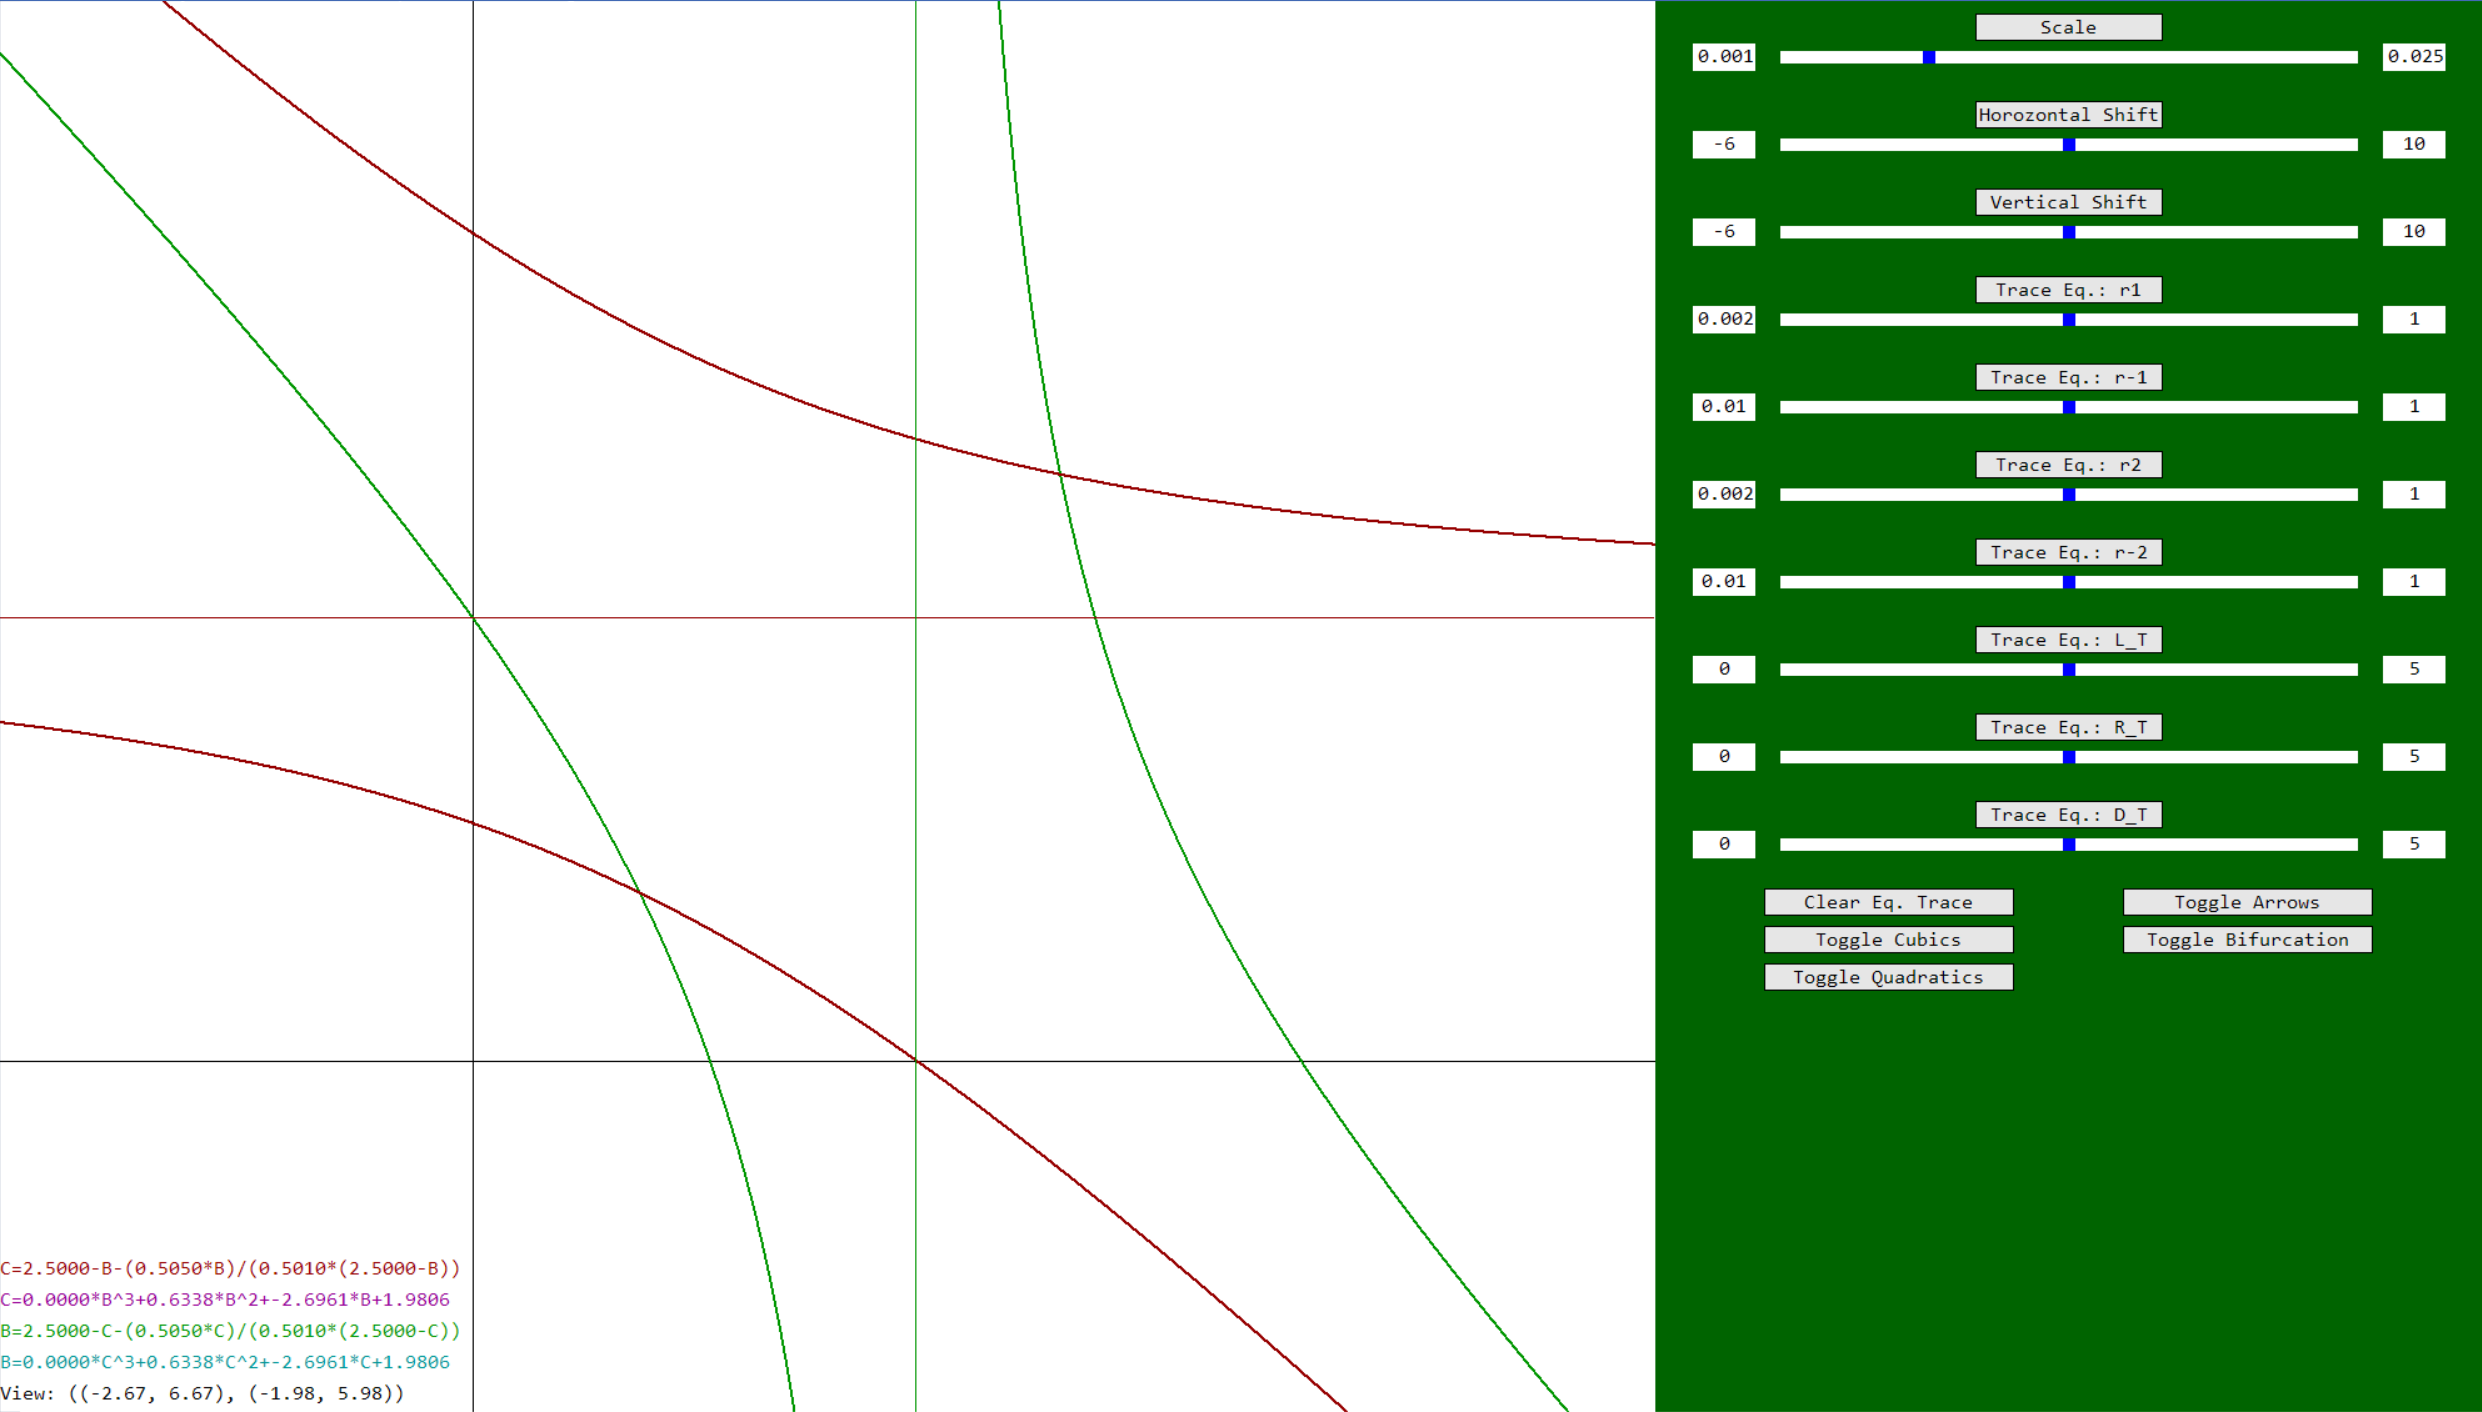 Scale
0.001
0.025
Horozontal Shift
-6
10
Vertical Shift
-6
10
Trace Eq.: r1
0.002
1
Trace Eq.: r-1
0.01
1
Trace Eq.: r2
0.002
1
Trace Eq.: r-2
0.01
1
Trace Eq.: L_T
0
5
Trace Eq.: R_T
0
5
Trace Eq.: D_T
0
5
Clear Eq. Trace
Toggle Arrows
Toggle Cubics
Toggle Bifurcation
Toggle Quadratics
C=2.5000-B-(0.5050*B)/(0.5010*(2.5000-B))
C=0.0000*B^3+0.6338*B^2+-2.6961*B+1.9806
B=2.5000-C-(0.5050*C)/(0.5010*(2.5000-C))
B=0.0000*C^3+0.6338*C^2+-2.6961*C+1.9806
View: ((-2.67, 6.67), (-1.98, 5.98))